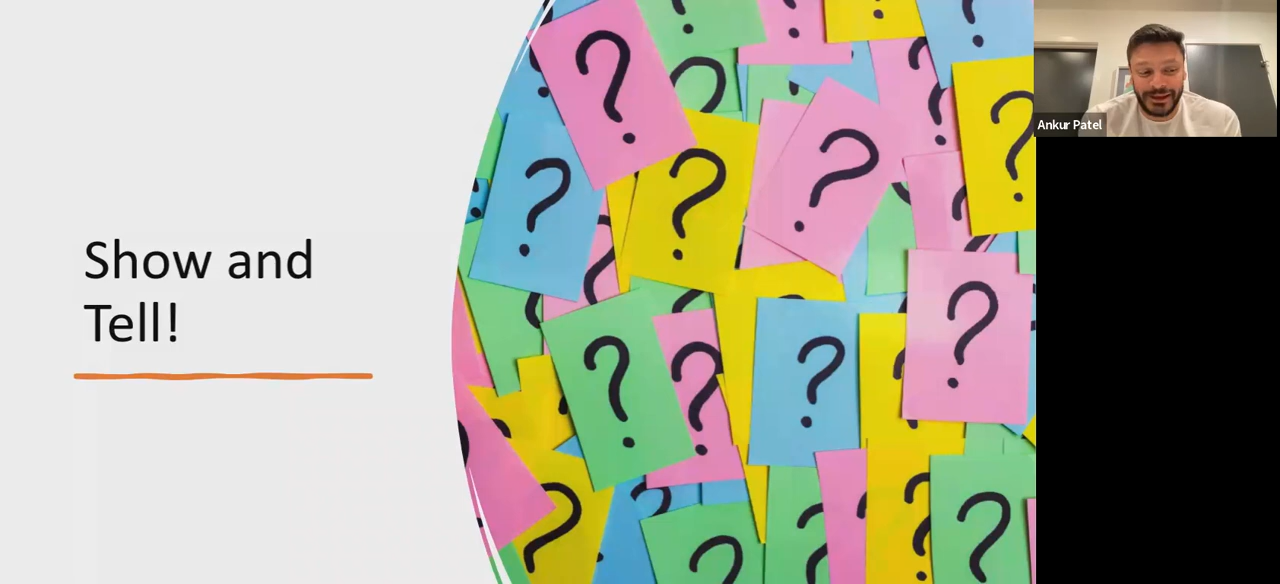 Show and
Tell!
? ? ? ? ? ? ? ? ? ? ? ? ? ? ? ?
Ankur Patel